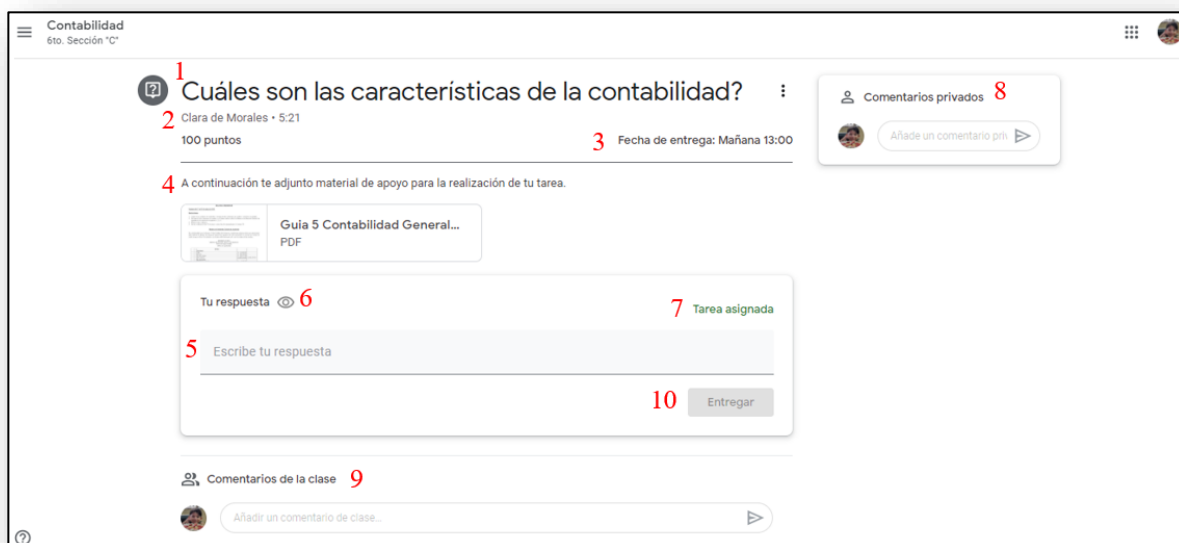 Contabilidad
6to. Sección "C"
1
Cuáles son las características de la contabilidad?
2 Clara de Morales • 5:21
100 puntos
3 Fecha de entrega: Mañana 13:00
4 A continuación te adjunto material de apoyo para la realización de tu tarea.
Guia 5 Contabilidad General...
PDF
Tu respuesta 6
7 Tarea asignada
5 Escribe tu respuesta
10 Entregar
Comentarios de la clase 9
Añadir un comentario de clase...
Comentarios privados 8
Añade un comentario pri